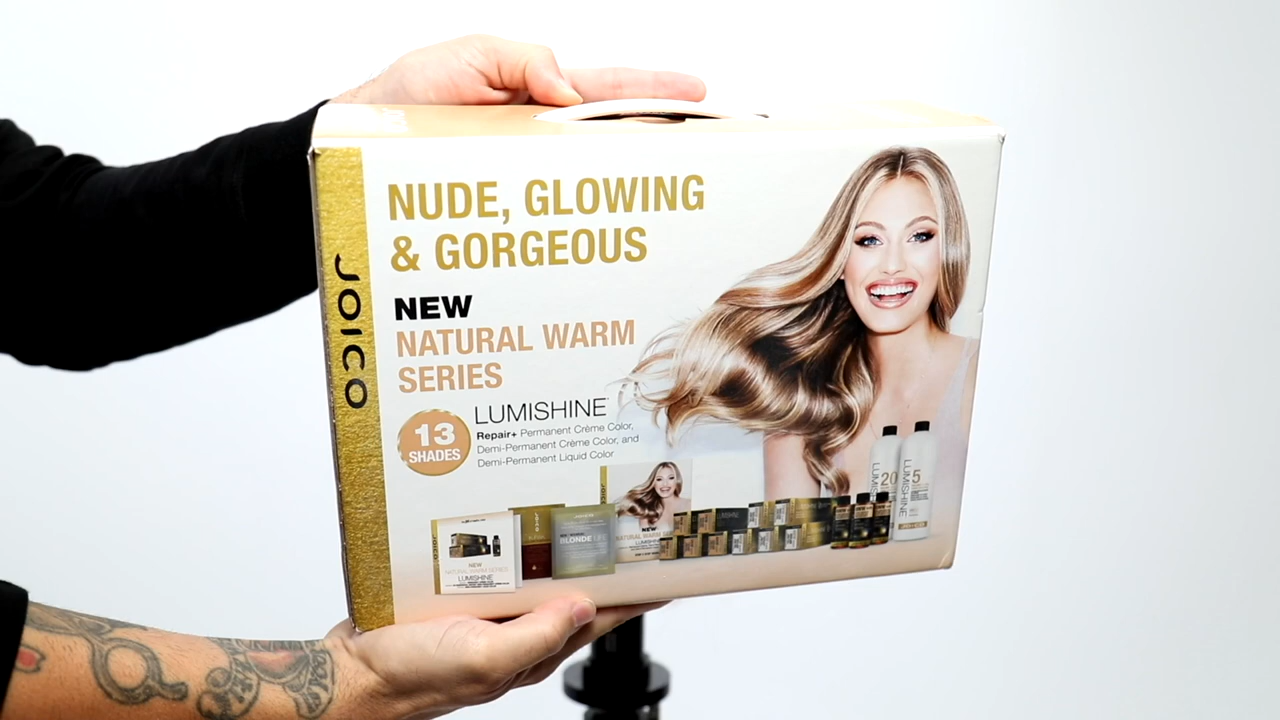 NUDE, GLOWING
& GORGEOUS
NEW
NATURAL WARM
SERIES
JOICO
13
SHADES
LUMISHINE
Repair+ Permanent Crème Color,
Demi-Permanent Crème Color, and
Demi-Permanent Liquid Color
20
LUMISHINE
5
LUMISHINE
JOICO
NEW
NATURAL WARM SERIES
LUMISHINE
JOICO
BLONDE LIFE
NEW
NATURAL WARM